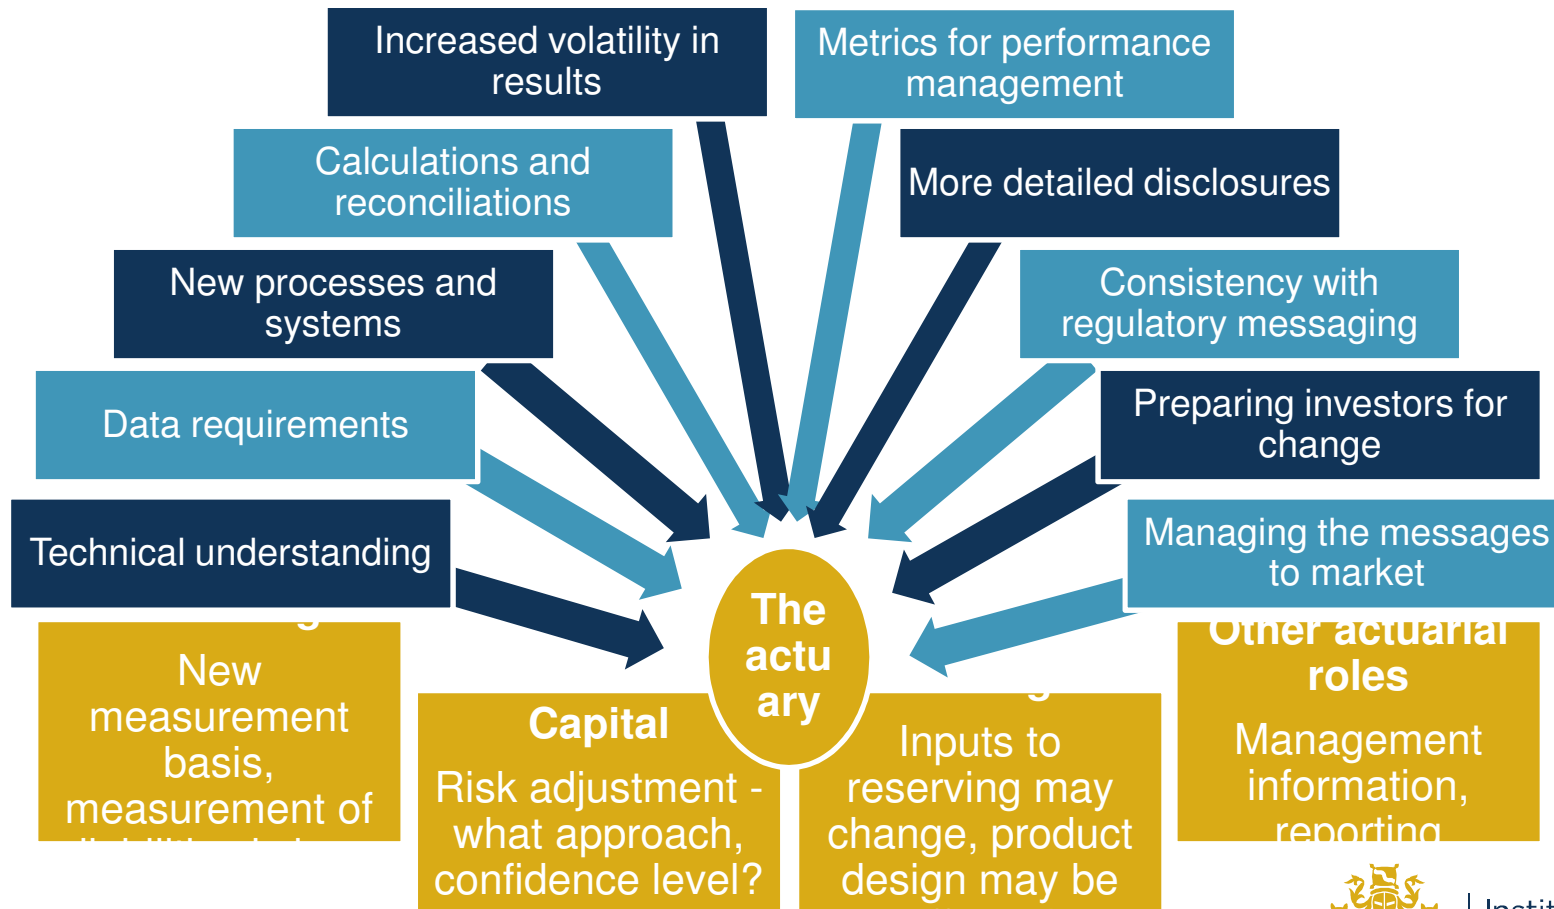 Increased volatility in
results
Metrics for performance
management
Calculations and
reconciliations
More detailed disclosures
New processes and
systems
Consistency with
regulatory messaging
Data requirements
Preparing investors for
change
Technical understanding
Managing the messages
to market
The
actu
ary
New
measurement
basis,
measurement of
Capital
Risk adjustment -
what approach,
confidence level?
Inputs to
reserving may
change, product
design may be
Other actuarial
roles
Management
information,
reporting